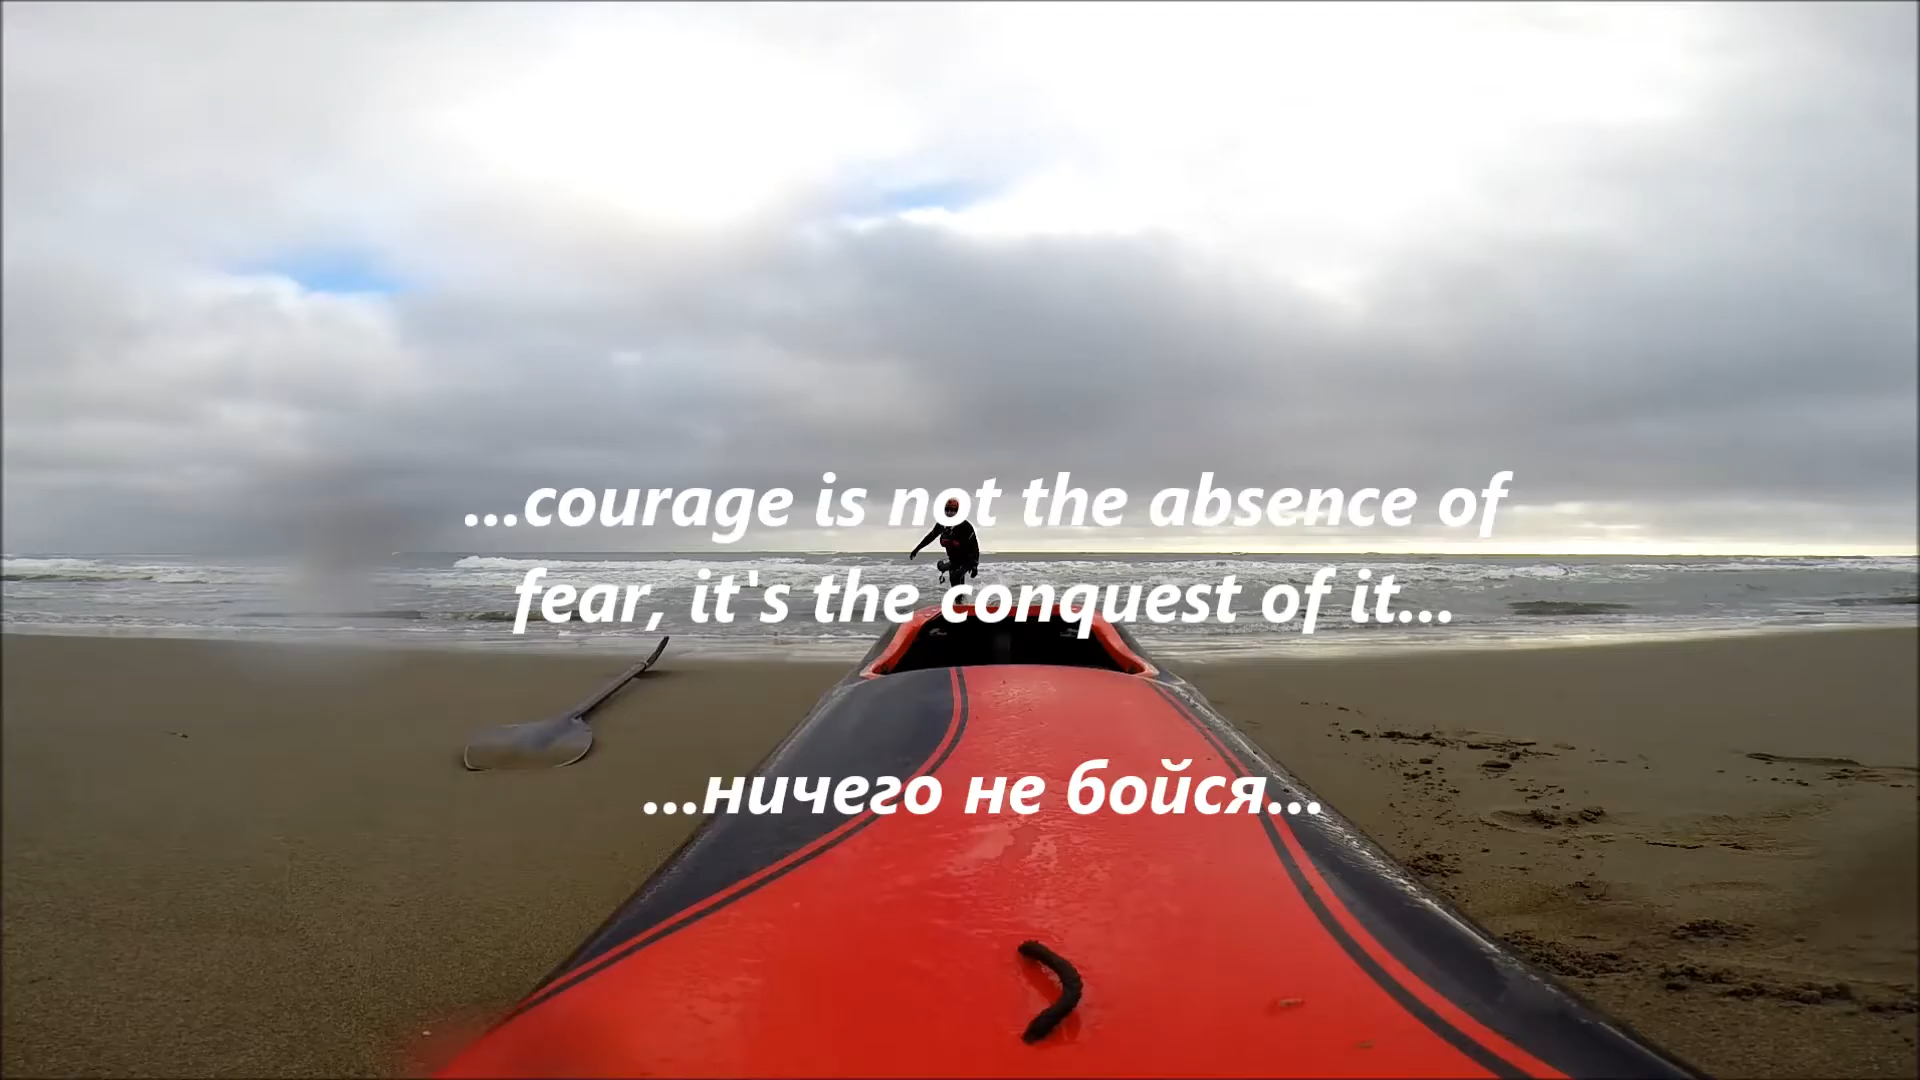 ...courage is not the absence of
fear, it's the conquest of it...
...ничего не бойся...